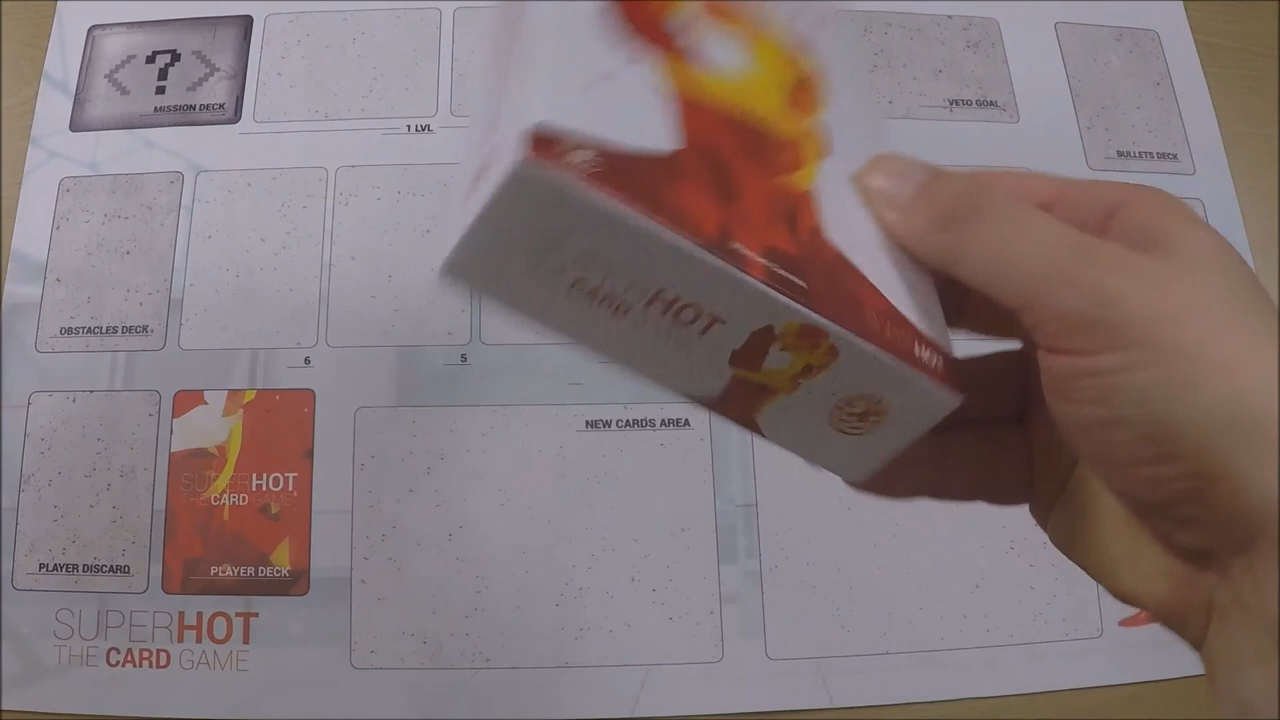 <?>
MISSION DECK
1 LVL
VETO GOAL
BULLETS DECK
OBSTACLES DECK
6
5
HOT
NEW CARDS AREA
SUPERHOT
THE CARD GAME
PLAYER DISCARD
PLAYER DECK
SUPERHOT
THE CARD GAME